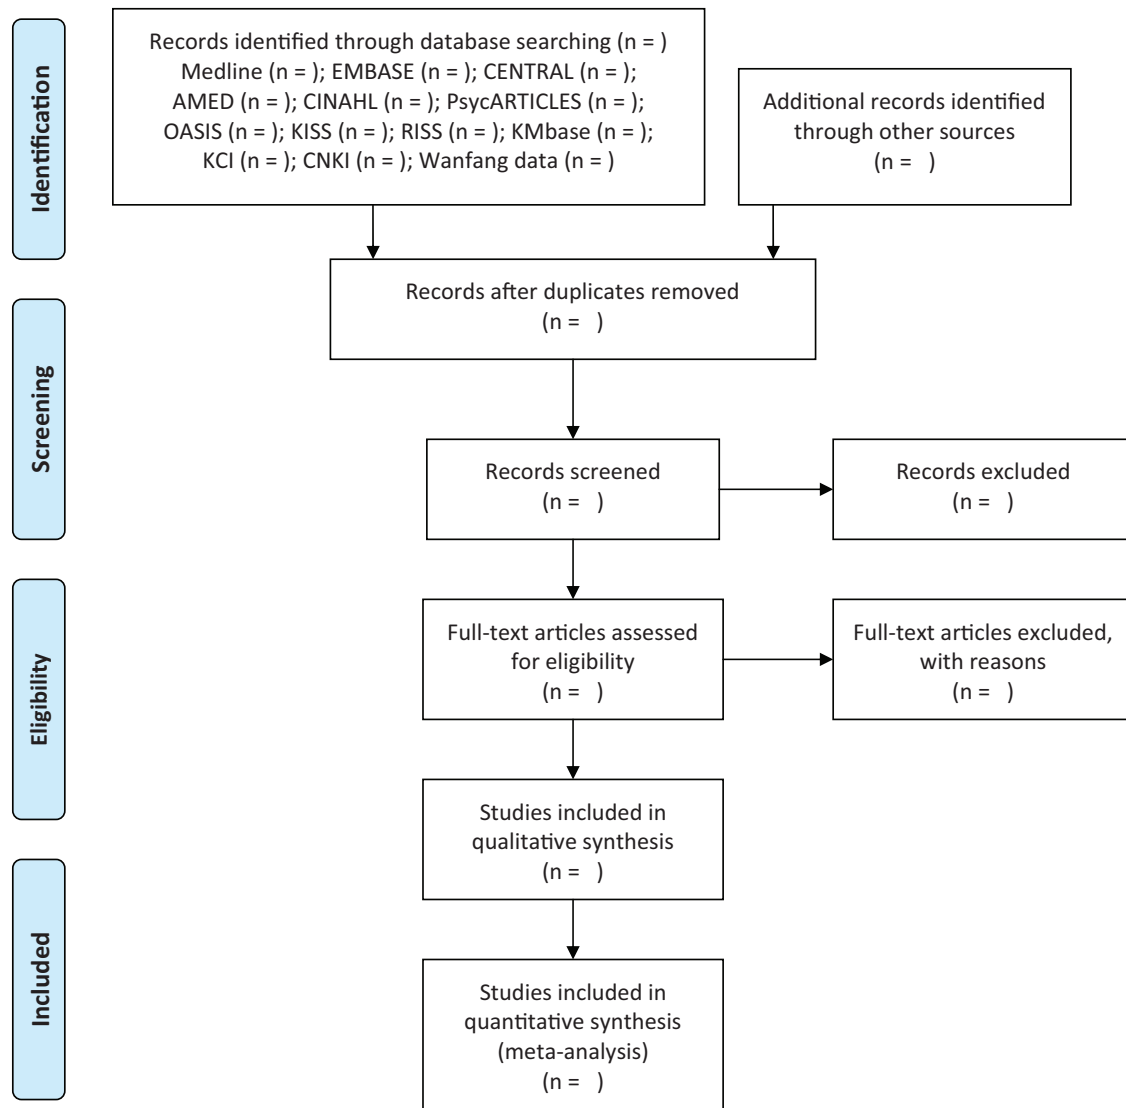 Identification
Records identified through database searching (n = )
Medline (n = ); EMBASE (n = ); CENTRAL (n = );
AMED (n = ); CINAHL (n = ); PsycARTICLES (n = );
OASIS (n = ); KISS (n = ); RISS (n = ); KMbase (n = );
KCI (n = ); CNKI (n = ); Wanfang data (n = )
Additional records identified
through other sources
(n =   )
Records after duplicates removed
(n =   )
Screening
Records screened
(n =   )
Records excluded
(n =   )
Eligibility
Full-text articles assessed
for eligibility
(n =   )
Full-text articles excluded,
with reasons
(n =   )
Studies included in
qualitative synthesis
(n =   )
Included
Studies included in
quantitative synthesis
(meta-analysis)
(n =   )